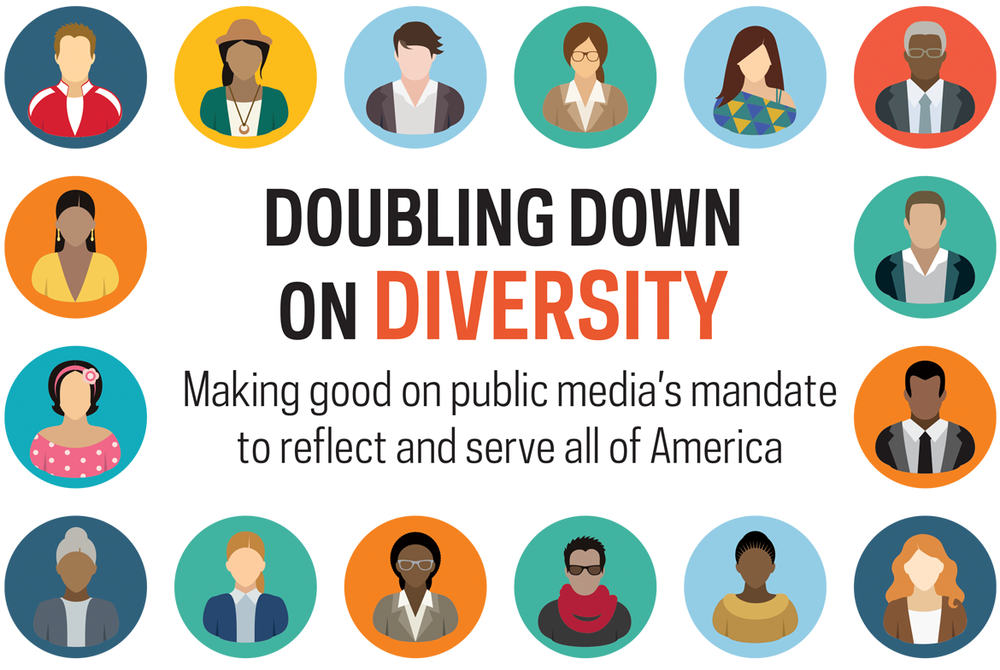 DOUBLING DOWN
ON DIVERSITY
Making good on public media's mandate
to reflect and serve all of America